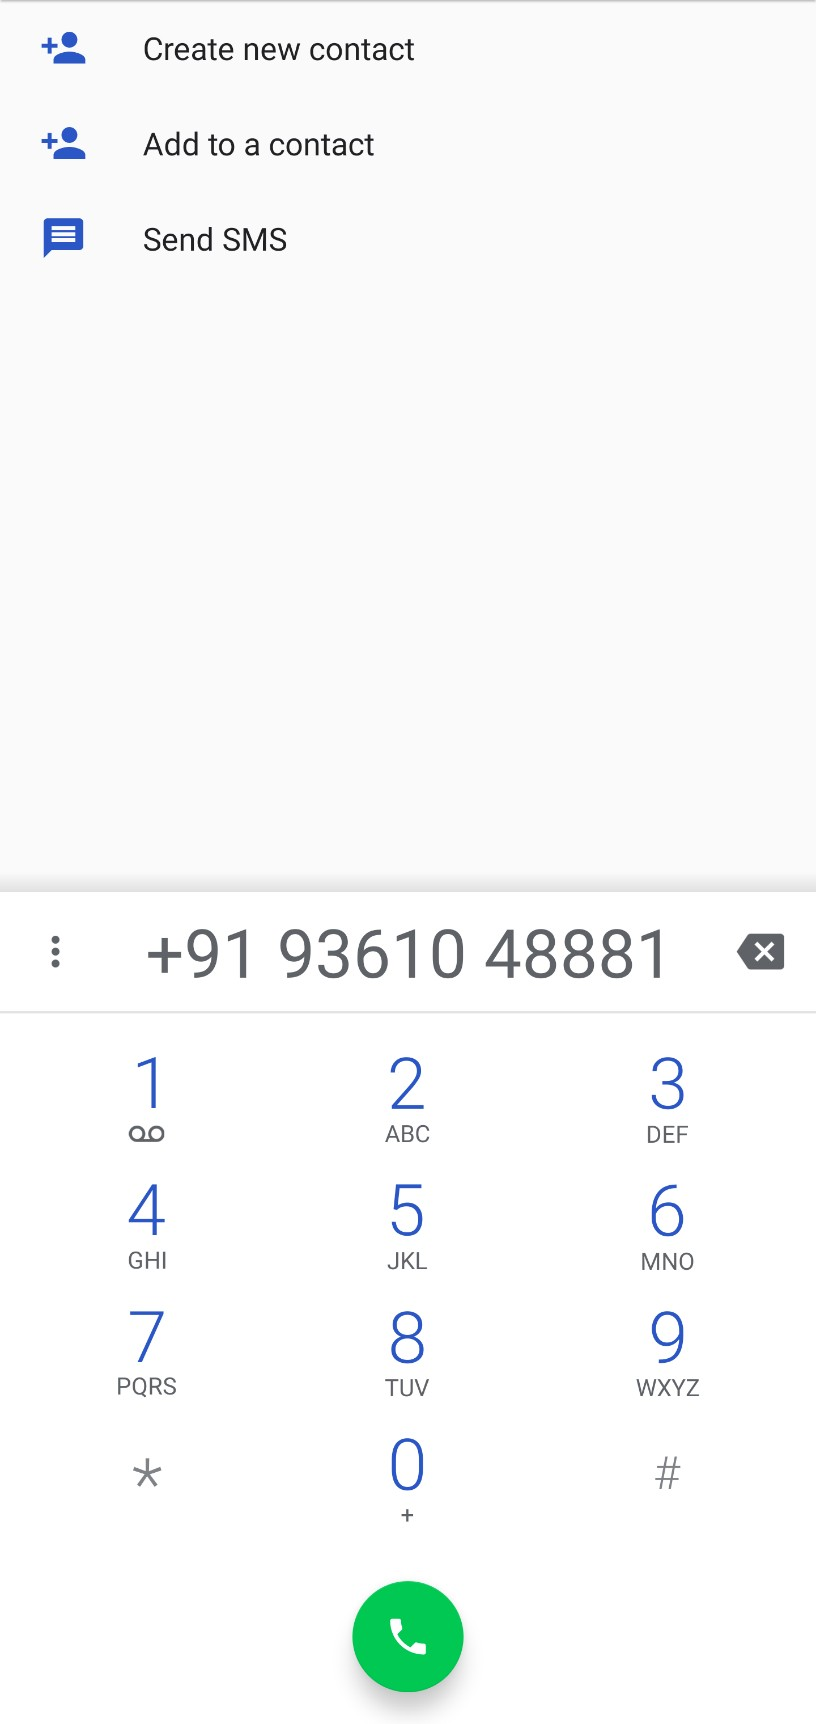 Create new contact
Add to a contact
Send SMS
+91 93610 48881
1 2 3
ABC DEF
4 5 6
GHI JKL MNO
7 8 9
PQRS TUV WXYZ
* 0 #
+